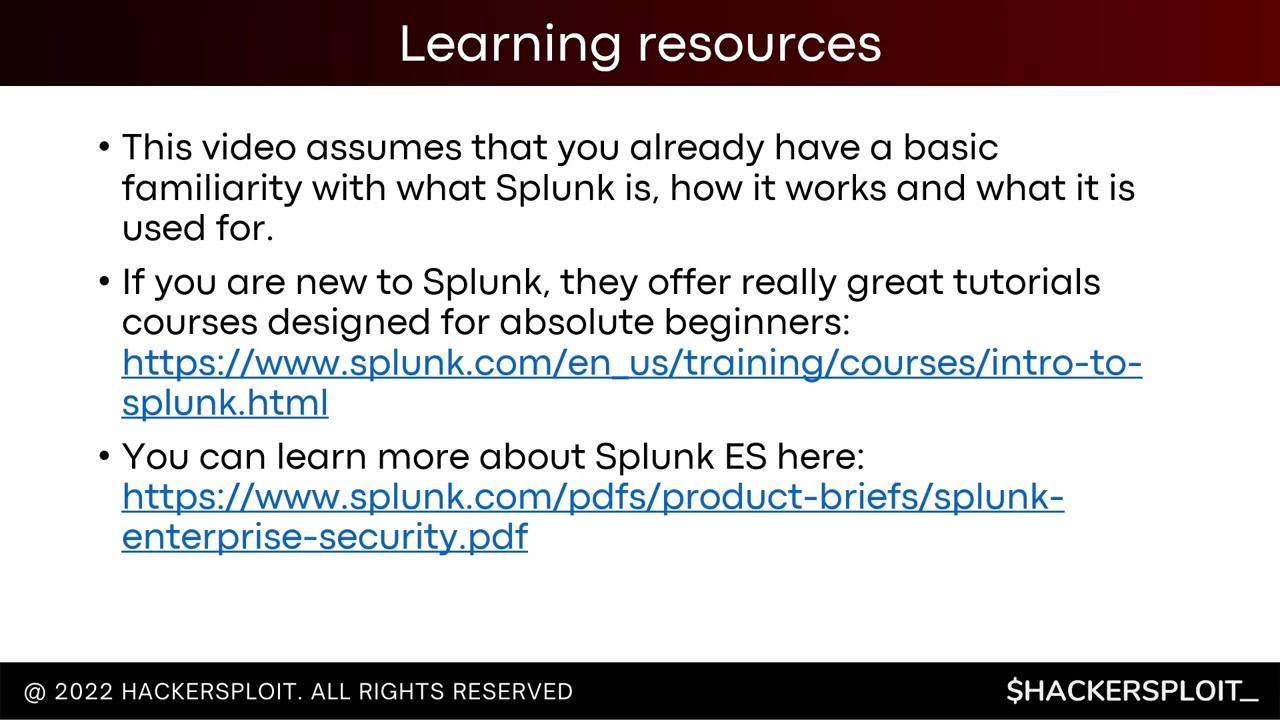 Learning resources
• This video assumes that you already have a basic
familiarity with what Splunk is, how it works and what it is
used for.
• If you are new to Splunk, they offer really great tutorials
courses designed for absolute beginners:
https://www.splunk.com/en_us/training/courses/intro-to-
splunk.html
• You can learn more about Splunk ES here:
https://www.splunk.com/pdfs/product-briefs/splunk-
enterprise-security.pdf
@ 2022 HACKERSPLOIT. ALL RIGHTS RESERVED
$HACKERSPLOIT_